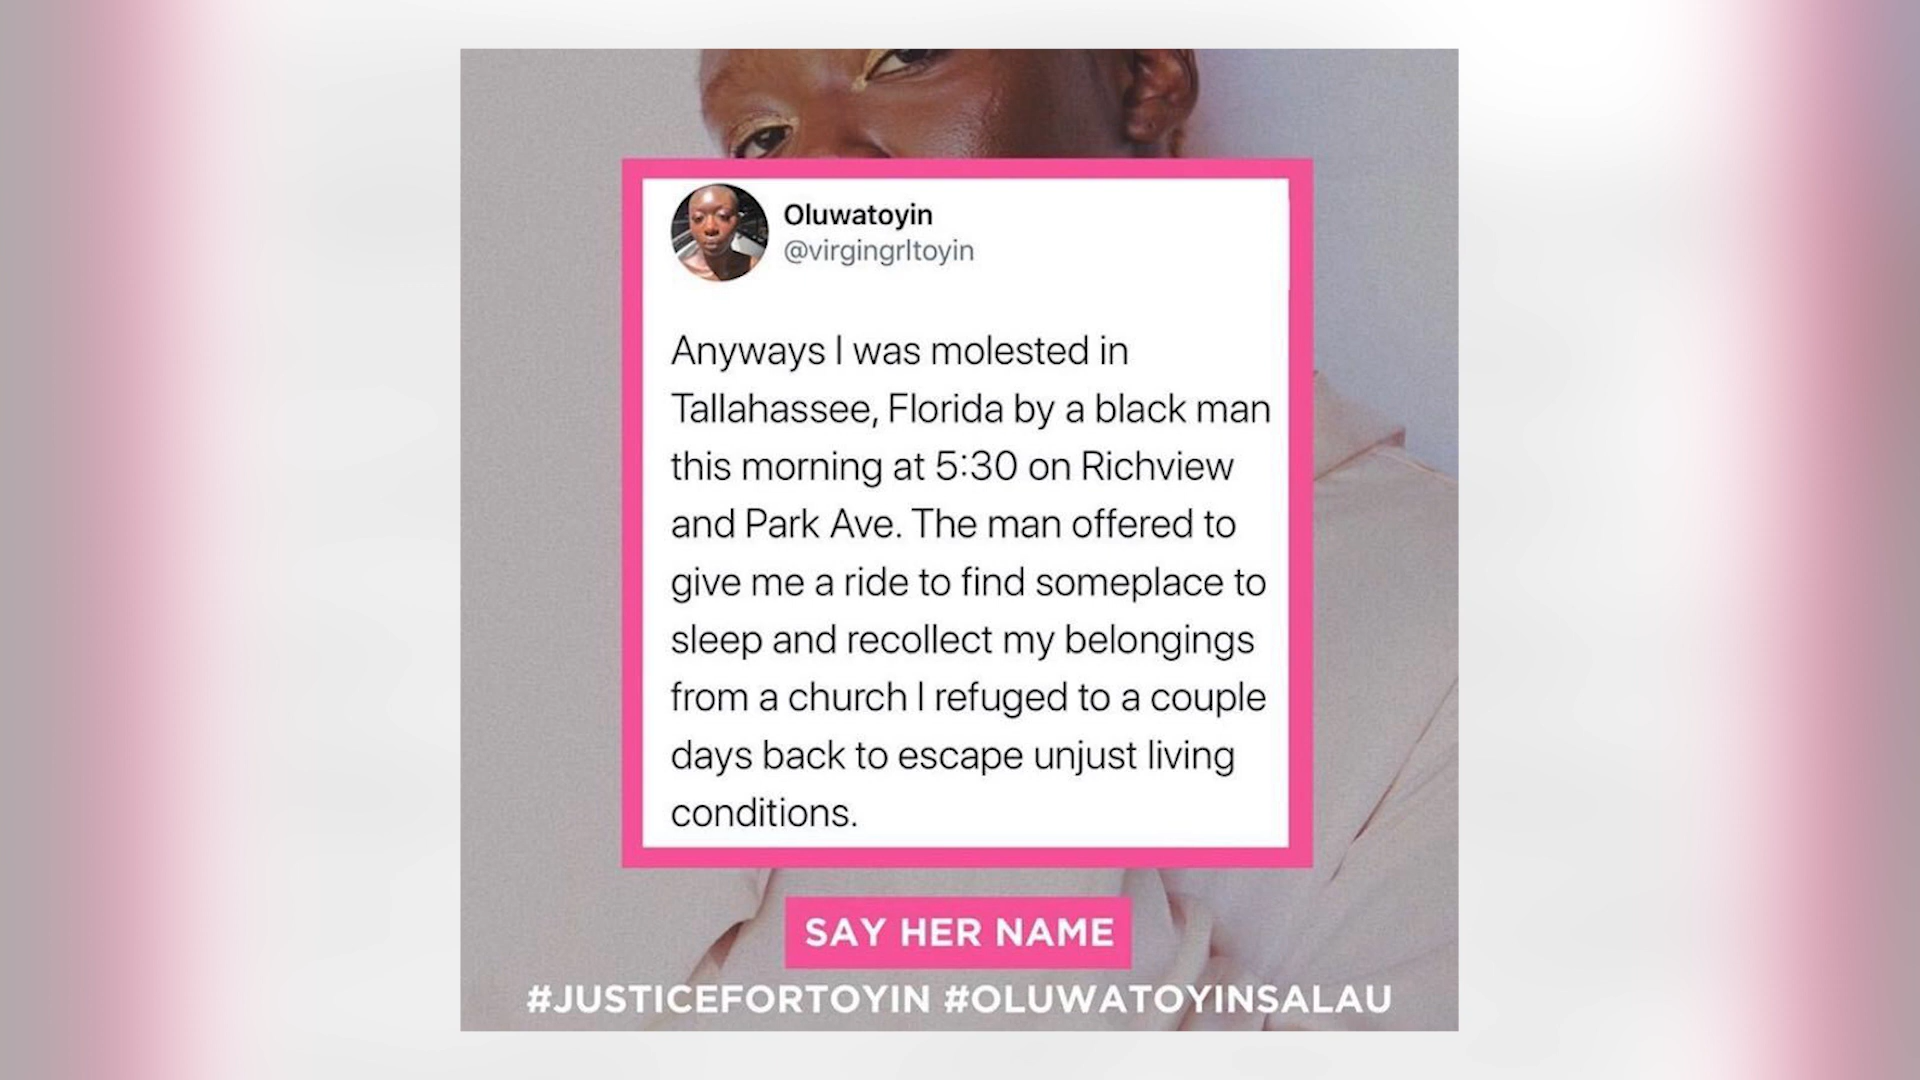 Oluwatoyin
@virgingrltoyin
Anyways I was molested in
Tallahassee, Florida by a black man
this morning at 5:30 on Richview
and Park Ave. The man offered to
give me a ride to find someplace to
sleep and recollect my belongings
from a church I refuged to a couple
days back to escape unjust living
conditions.
SAY HER NAME
#JUSTICEFORTOYIN #OLUWATOYINSALAU